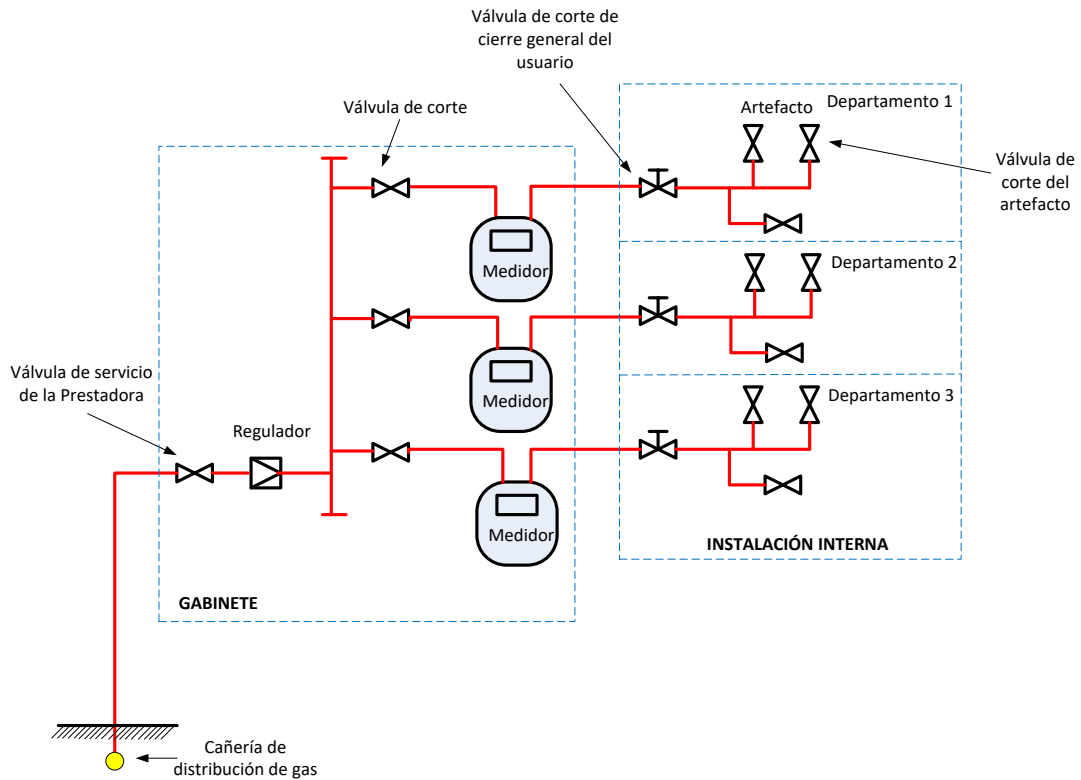 Válvula de corte de
cierre general del
usuario
Válvula de corte
Artefacto
Departamento 1
Válvula de
corte del
artefacto
Medidor
Departamento 2
Medidor
Válvula de servicio
de la Prestadora
Regulador
Departamento 3
Medidor
INSTALACIÓN INTERNA
GABINETE
Cañería de
distribución de gas